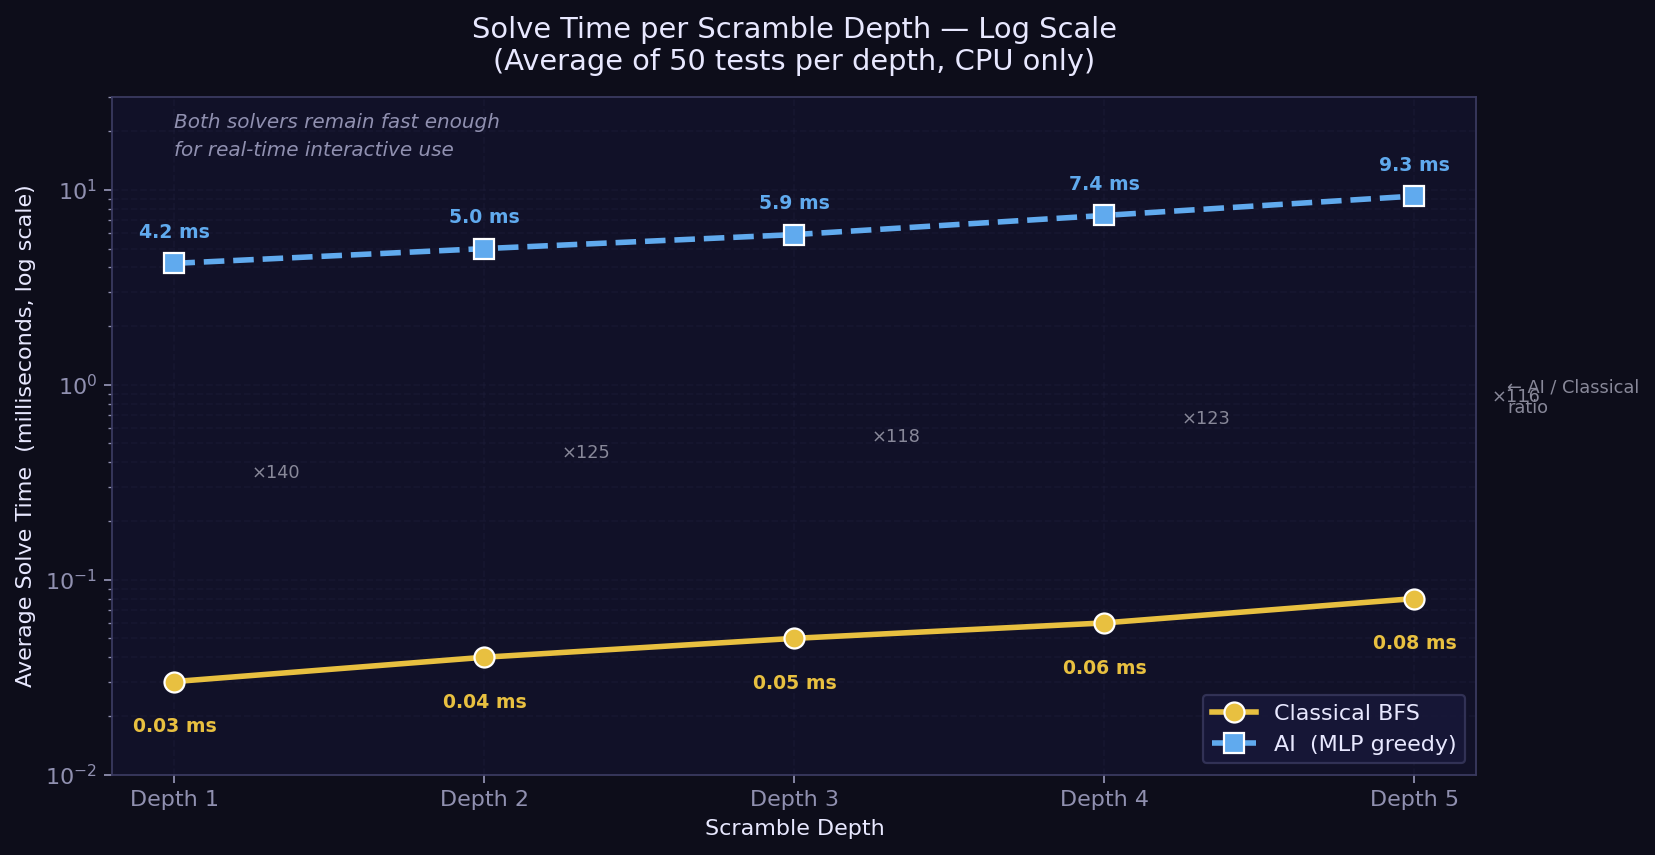 Solve Time per Scramble Depth — Log Scale
(Average of 50 tests per depth, CPU only)
Both solvers remain fast enough
for real-time interactive use
Average Solve Time  (milliseconds, log scale)
10¹
10⁰
10⁻¹
10⁻²
4.2 ms
5.0 ms
5.9 ms
7.4 ms
9.3 ms
×140
×125
×118
×123
×116
← AI / Classical
ratio
0.03 ms
0.04 ms
0.05 ms
0.06 ms
0.08 ms
Classical BFS
AI  (MLP greedy)
Depth 1
Depth 2
Depth 3
Depth 4
Depth 5
Scramble Depth